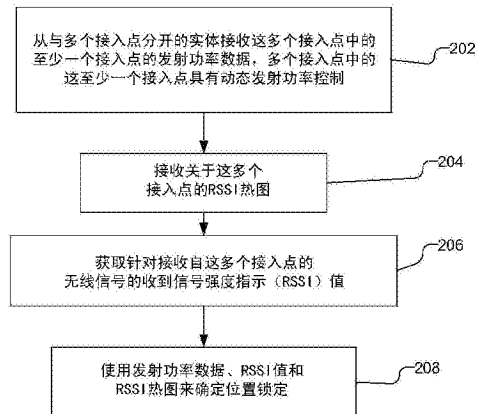 从与多个接入点分开的实体接收这多个接入点中的
至少一个接入点的发射功率数据，多个接入点中的
这至少一个接入点具有动态发射功率控制
202
接收关于这多个
接入点的RSSI热图
204
获取针对接收自这多个接入点的
无线信号的收到信号强度指示（RSSI）值
206
使用发射功率数据、RSSI值和
RSSI热图来确定位置锁定
208